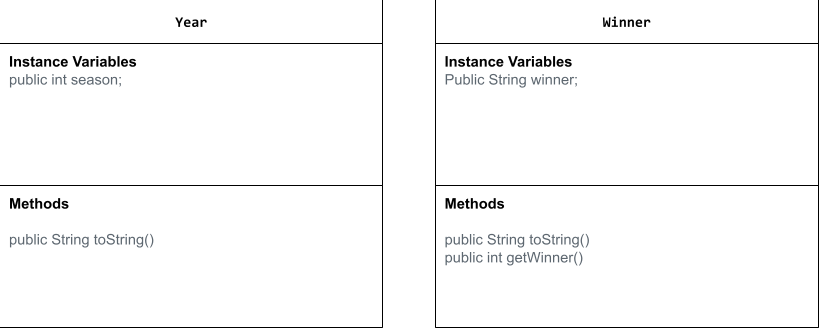 Year
Instance Variables
public int season;
Methods
public String toString()
Winner
Instance Variables
Public String winner;
Methods
public String toString()
public int getWinner()